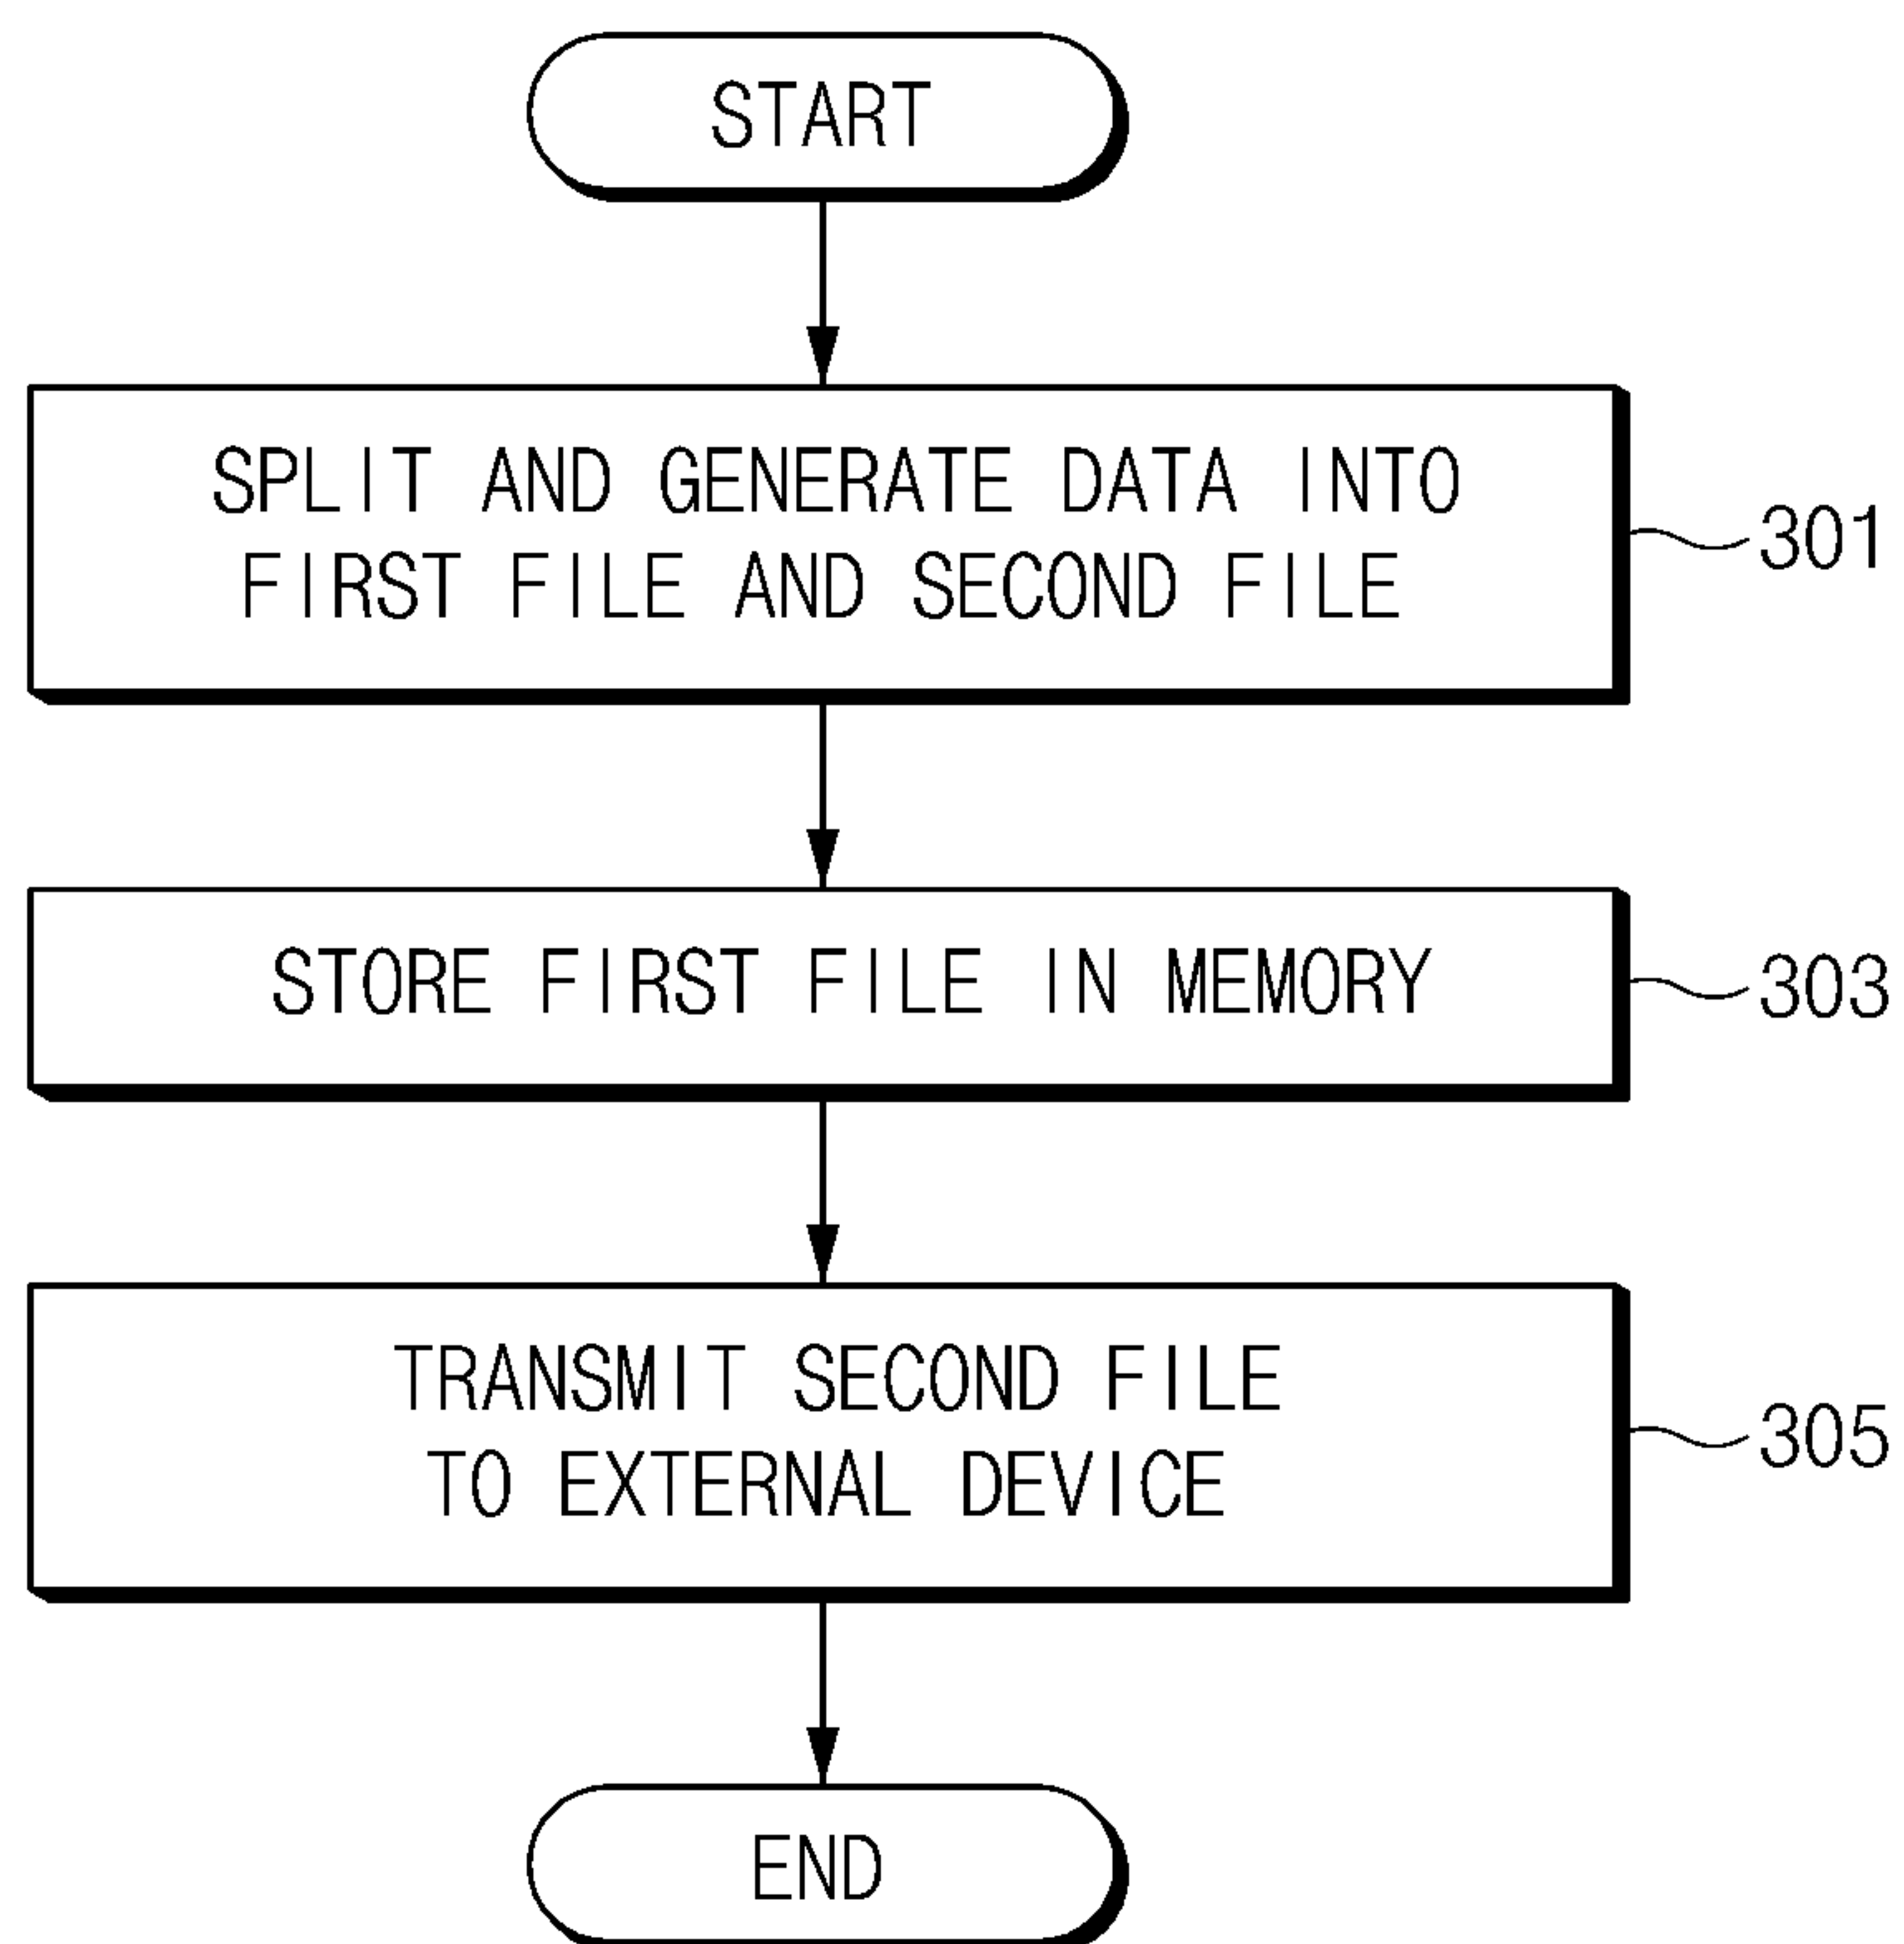 START
SPLIT AND GENERATE DATA INTO
FIRST FILE AND SECOND FILE
301
STORE FIRST FILE IN MEMORY
303
TRANSMIT SECOND FILE
TO EXTERNAL DEVICE
305
END